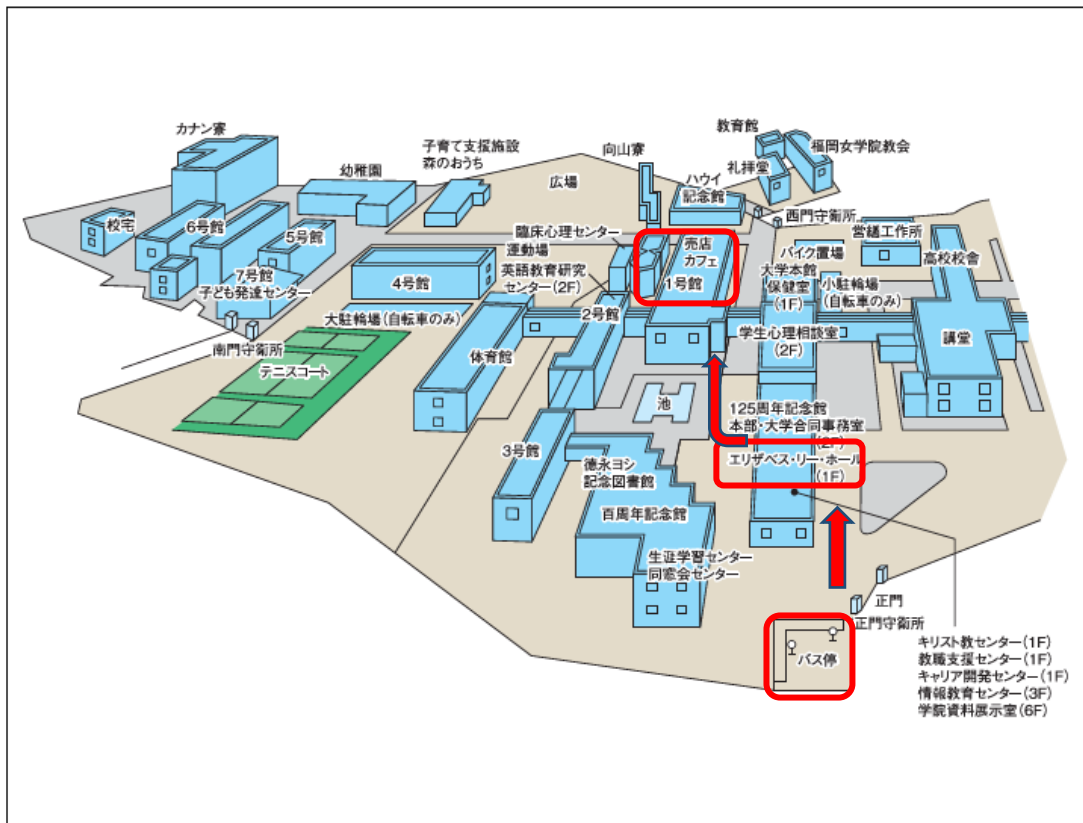 カナン寮
子育て支援施設
森のおうち
幼稚園
広場
向山寮
教育館
福岡女学院教会
礼拝堂
ハウイ
記念館
西門守衛所
校宅
6号館
5号館
7号館
子ども発達センター
臨床心理センター
運動場
英語教育研究
センター(2F)
売店
カフェ
1号館
バイク置場
営繕工作所
高校校舎
大学本館
保健室
(1F)
小駐輪場
(自転車のみ)
4号館
2号館
大駐輪場(自転車のみ)
南門守衛所
テニスコート
体育館
学生心理相談室
(2F)
講堂
池
125周年記念館
本部・大学合同事務室
(2F)
エリザベス・リー・ホール
(1F)
3号館
徳永ヨシ
記念図書館
百周年記念館
生涯学習センター
同窓会センター
正門
正門守衛所
バス停
キリスト教センター(1F)
教職支援センター(1F)
キャリア開発センター(1F)
情報教育センター(3F)
学院資料展示室(6F)